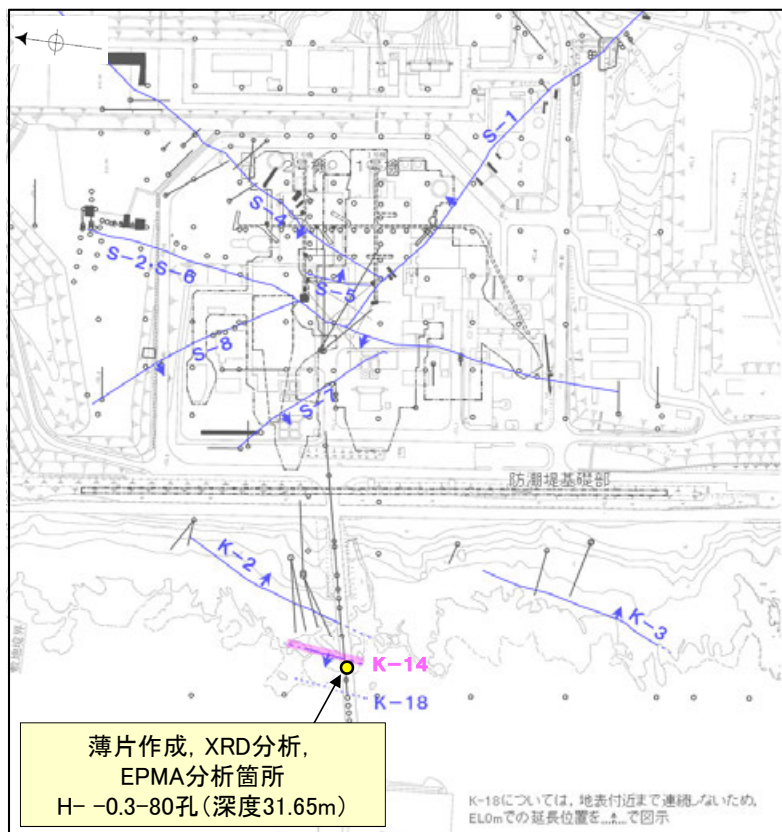 S-1
S-4
S-2・S-6
S-5
S-8
S-7
防潮堤基礎部
K-2
K-3
K-14
K-18
薄片作成, XRD分析,
EPMA分析箇所
H- -0.3-80孔(深度31.65m)
K-18については, 地表付近まで連続しないため,
EL0mでの延長位置を...▲...で図示